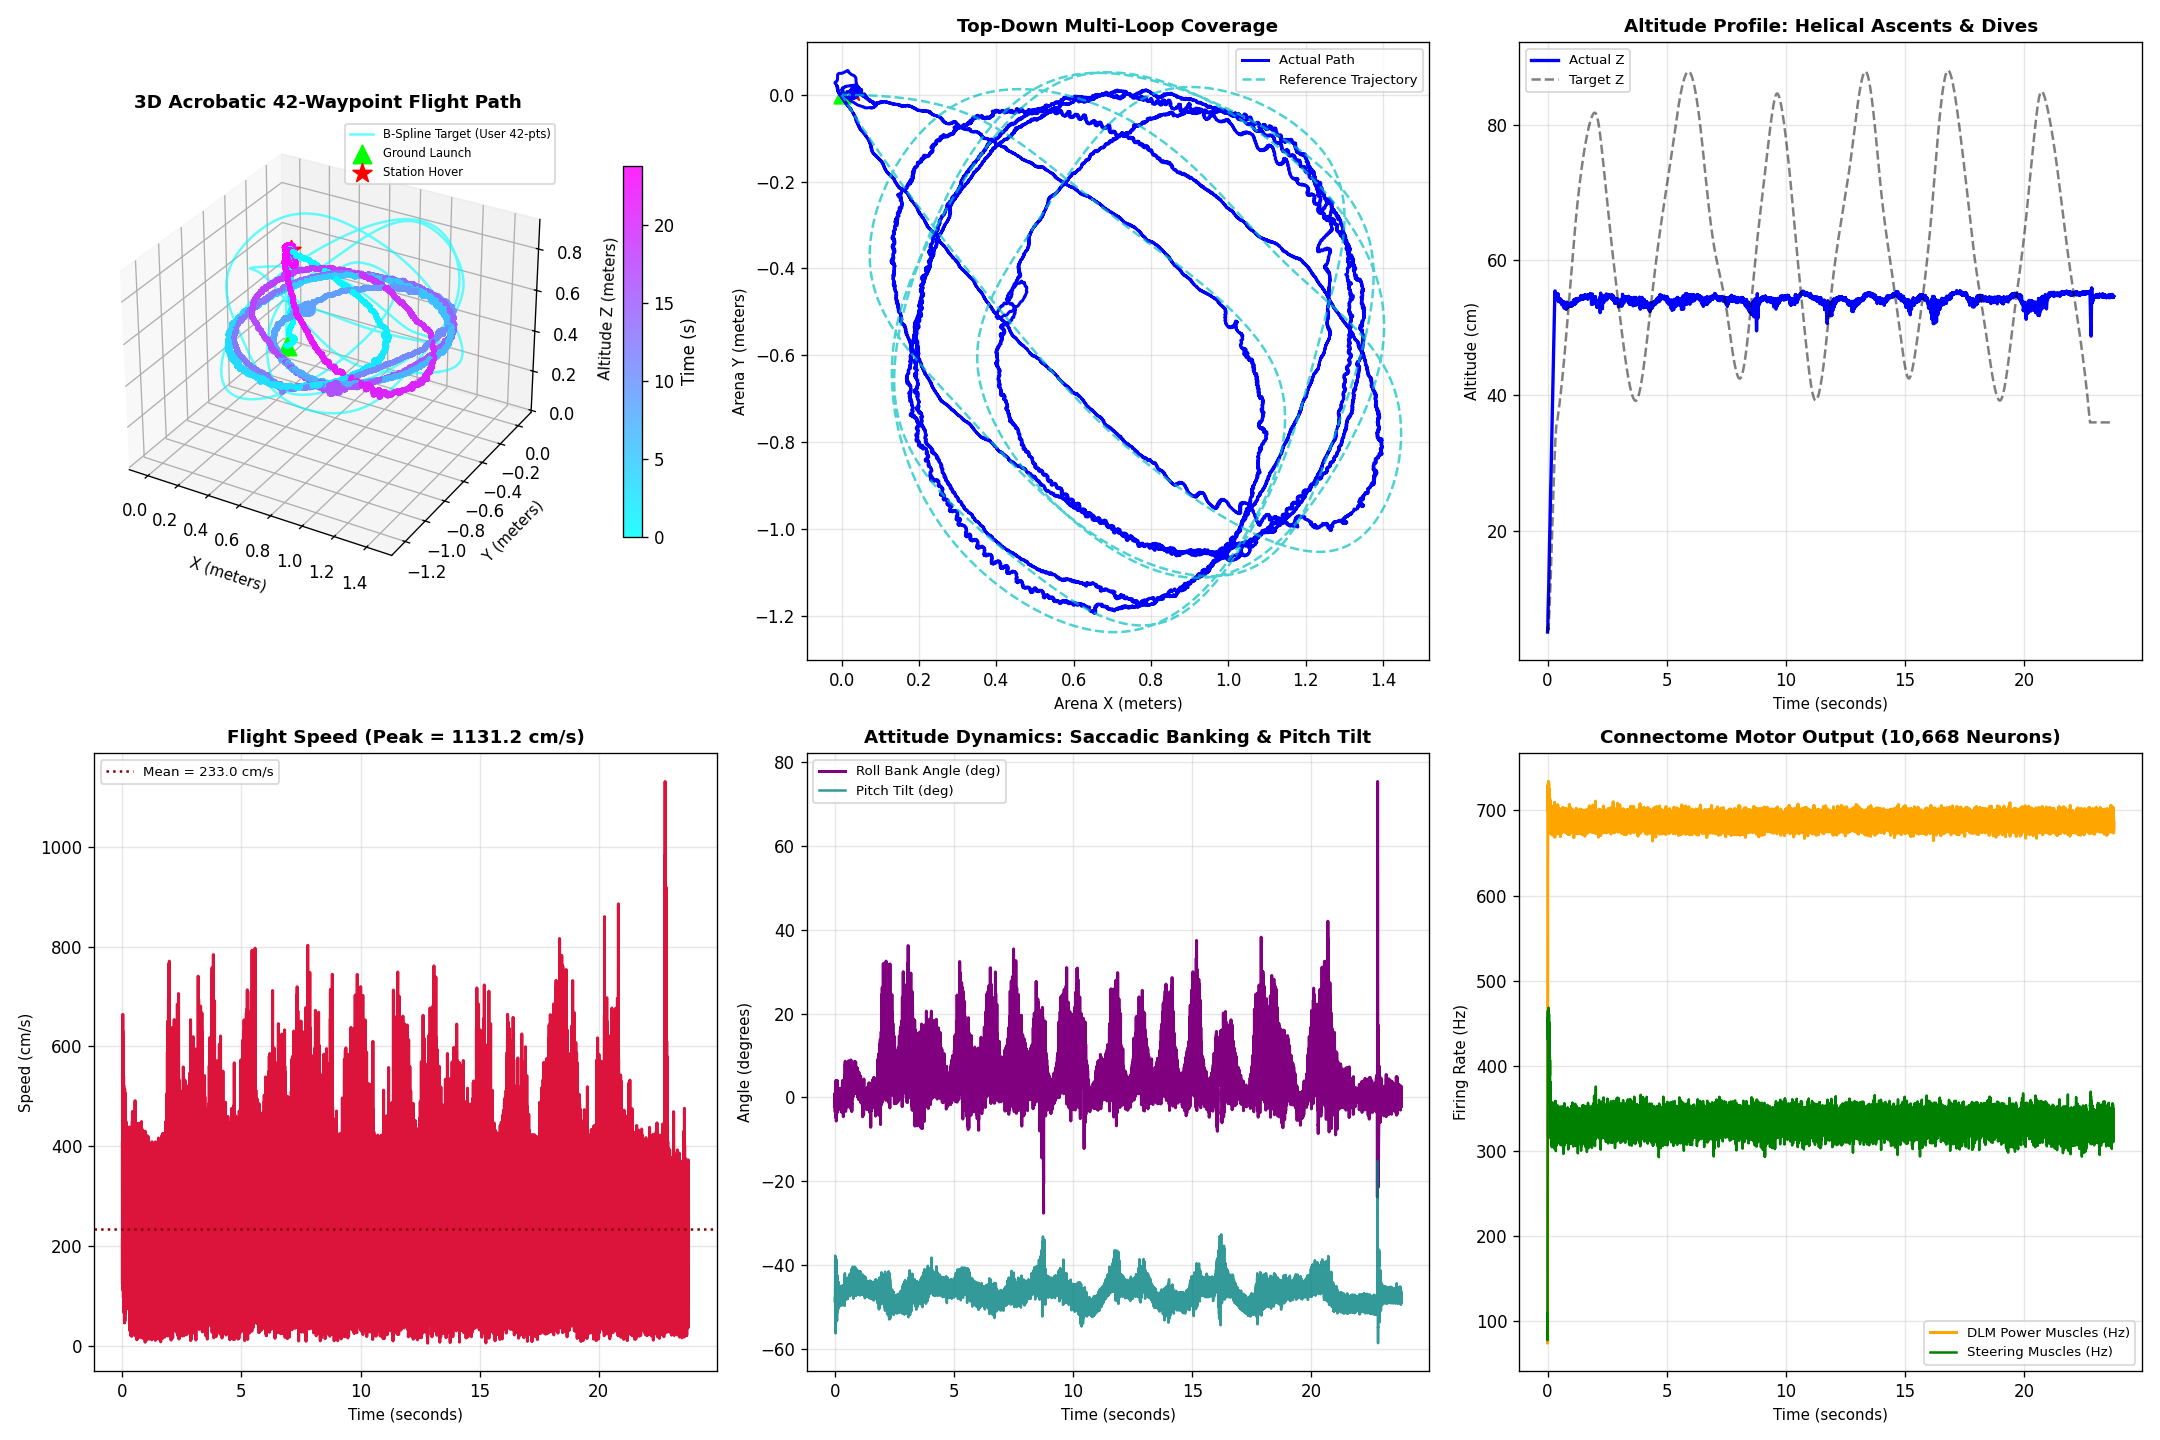 3D Acrobatic 42-Waypoint Flight Path
B-Spline Target (User 42-pts)
Ground Launch
Station Hover
0.8
0.6
0.4
0.2
0.0
Altitude Z (meters)
0.0
−0.2
−0.4
−0.6
−0.8
−1.0
−1.2
Y (meters)
0.0 0.2 0.4 0.6 0.8 1.0 1.2 1.4
X (meters)
20
15
10
5
0
Time (s)
Top-Down Multi-Loop Coverage
Actual Path
Reference Trajectory
0.0
−0.2
−0.4
−0.6
−0.8
−1.0
−1.2
Arena Y (meters)
0.0 0.2 0.4 0.6 0.8 1.0 1.2 1.4
Arena X (meters)
Altitude Profile: Helical Ascents & Dives
Actual Z
Target Z
80
60
40
20
Altitude (cm)
0 5 10 15 20
Time (seconds)
Flight Speed (Peak = 1131.2 cm/s)
Mean = 233.0 cm/s
1000
800
600
400
200
0
Speed (cm/s)
0 5 10 15 20
Time (seconds)
Attitude Dynamics: Saccadic Banking & Pitch Tilt
Roll Bank Angle (deg)
Pitch Tilt (deg)
80
60
40
20
0
−20
−40
−60
Angle (degrees)
0 5 10 15 20
Time (seconds)
Connectome Motor Output (10,668 Neurons)
700
600
500
400
300
200
100
Firing Rate (Hz)
DLM Power Muscles (Hz)
Steering Muscles (Hz)
0 5 10 15 20
Time (seconds)